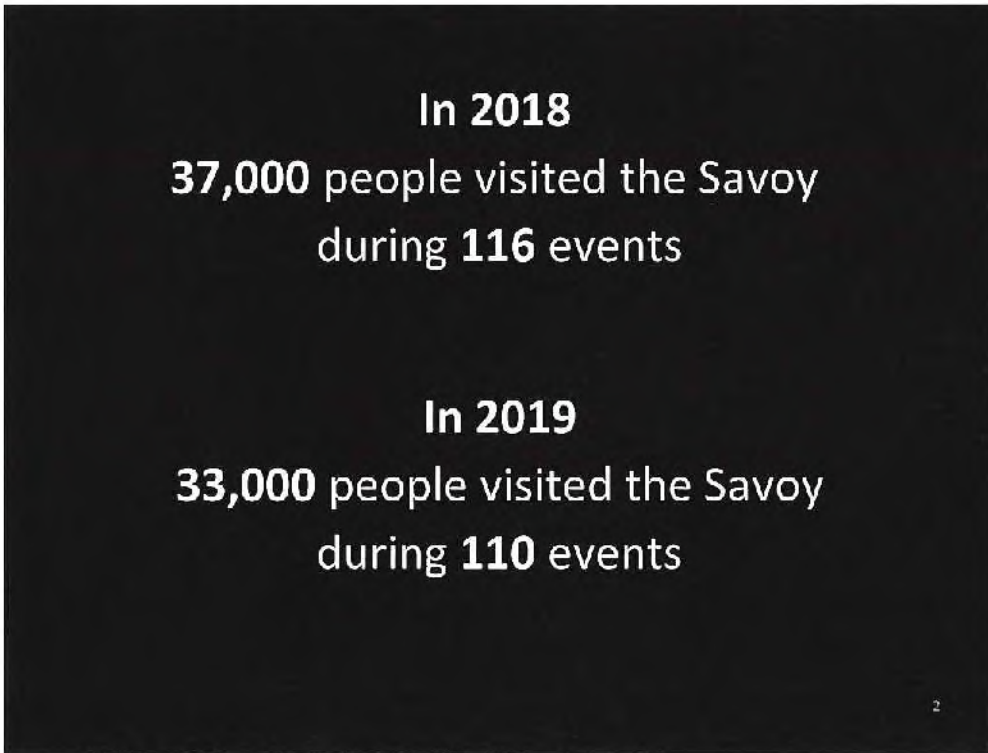 In 2018
37,000 people visited the Savoy
during 116 events
In 2019
33,000 people visited the Savoy
during 110 events
2